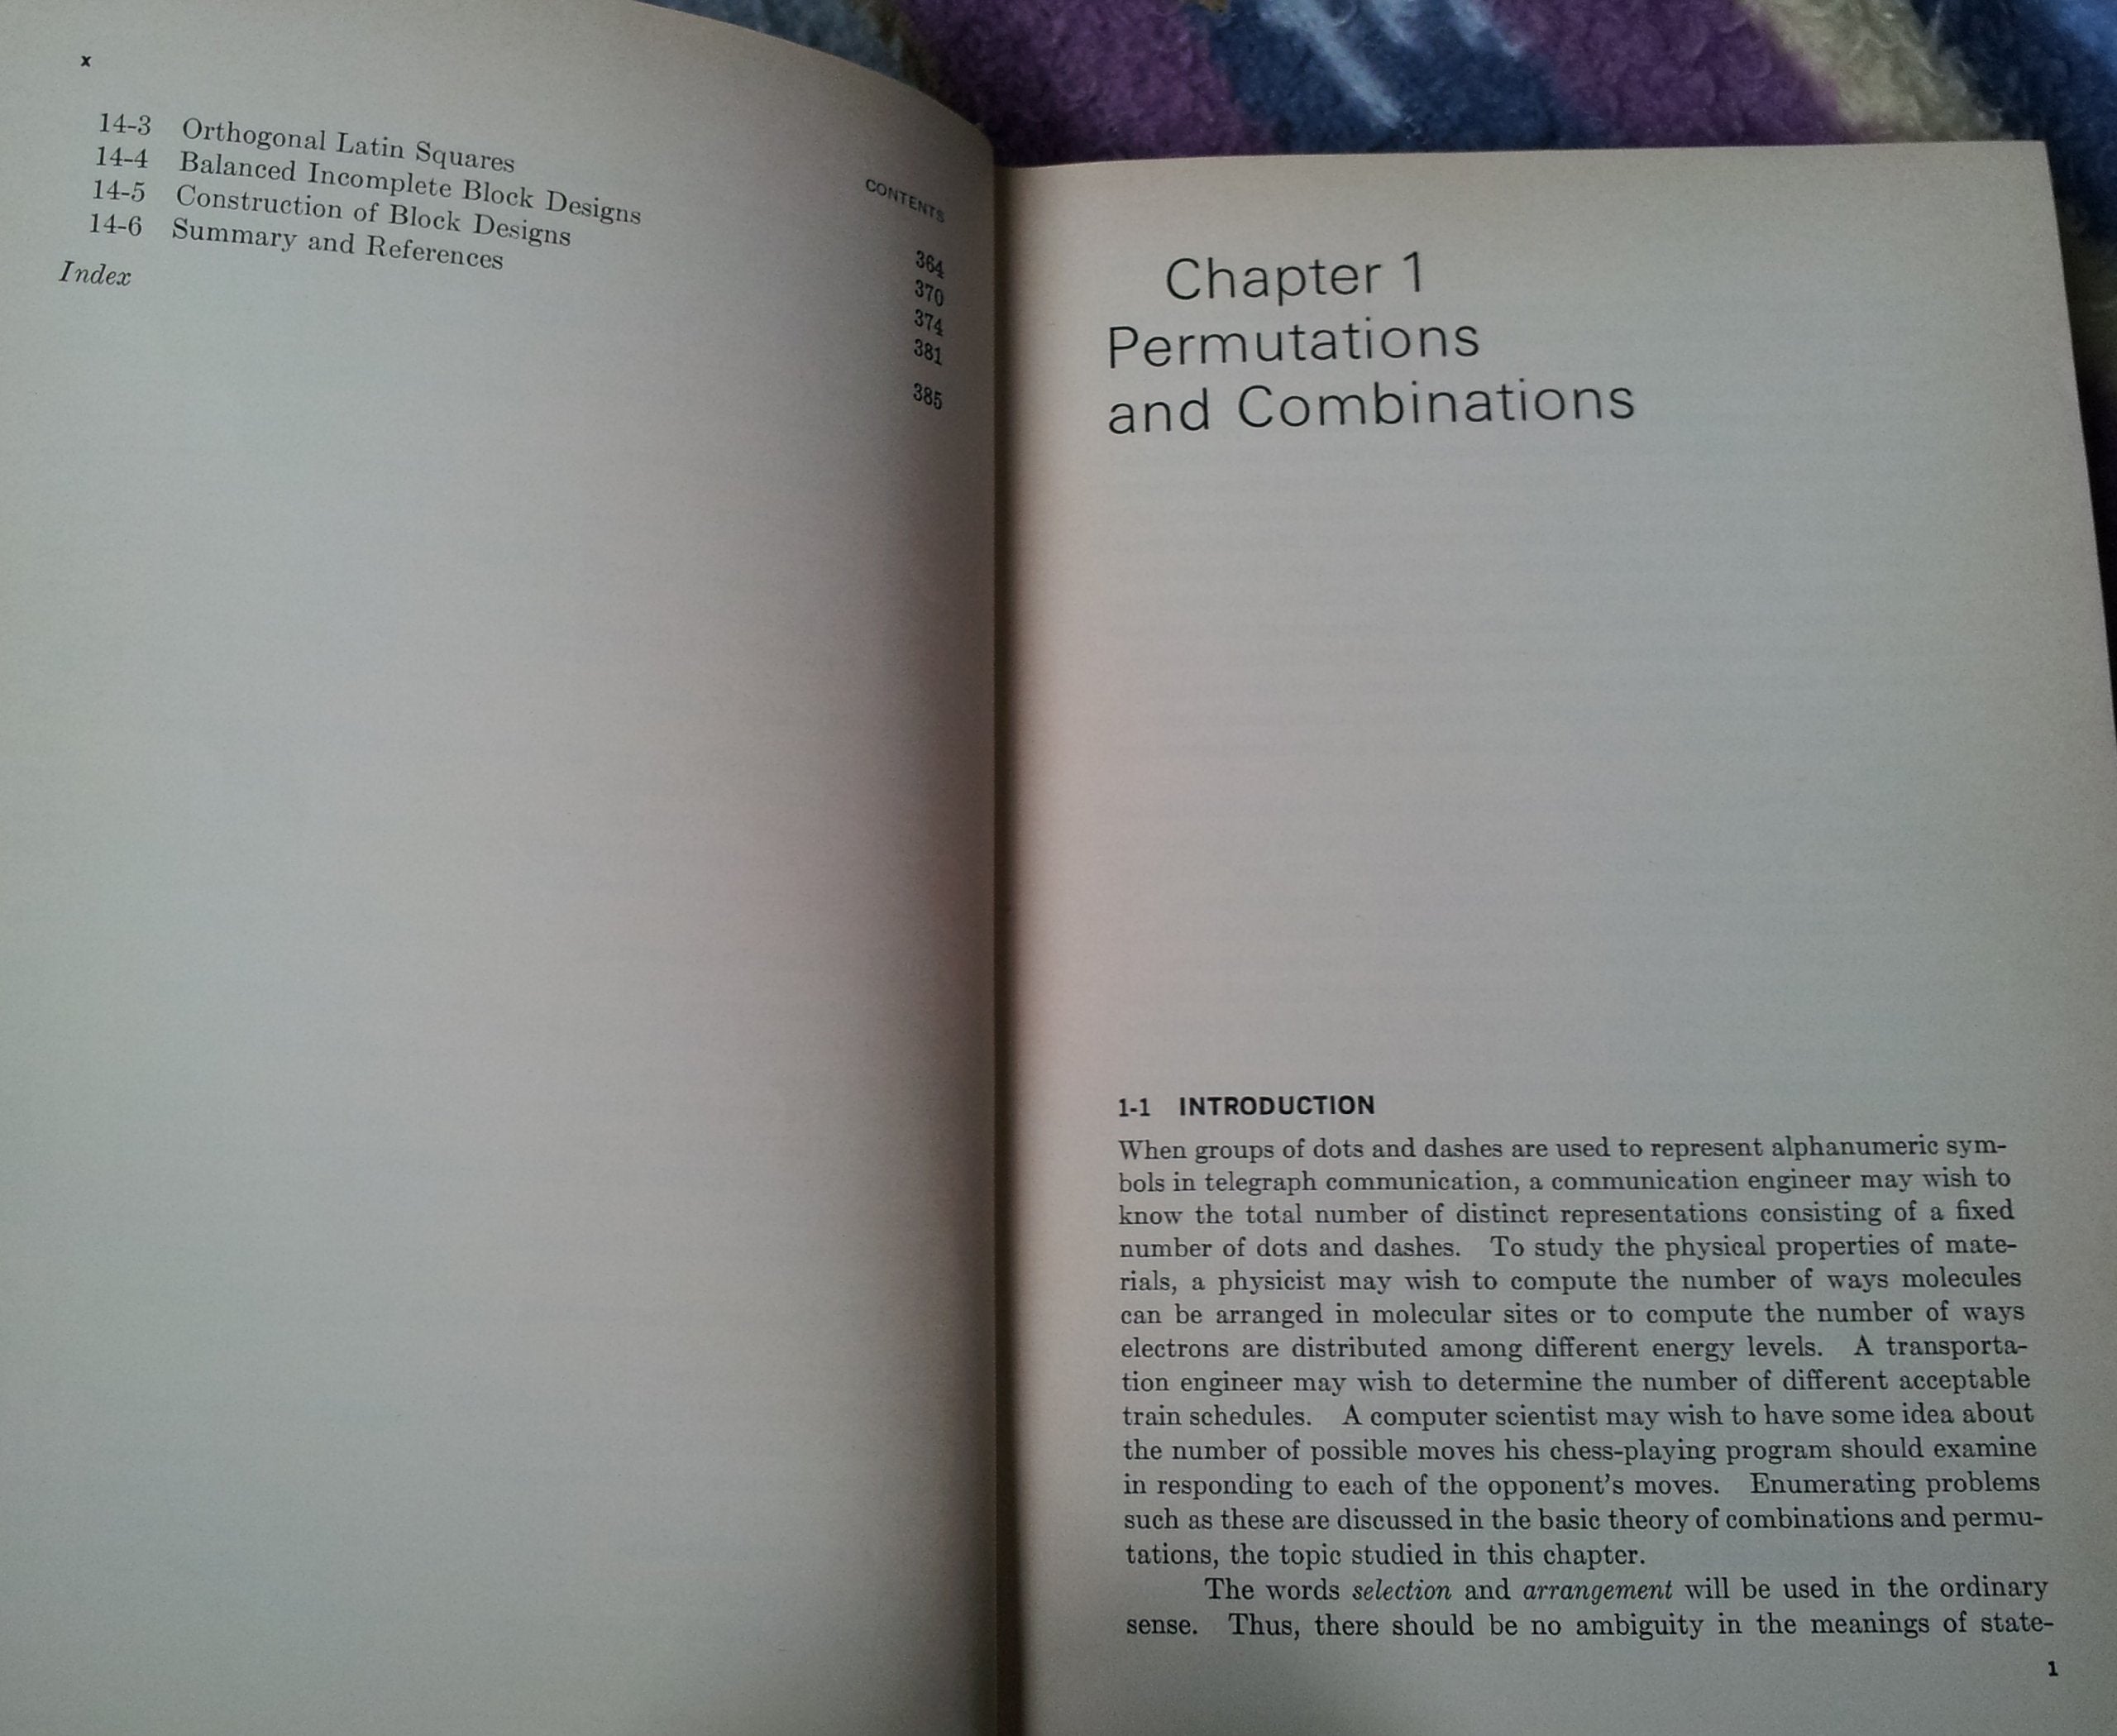 x
CONTENTS
14-3 Orthogonal Latin Squares 364
14-4 Balanced Incomplete Block Designs 370
14-5 Construction of Block Designs 374
14-6 Summary and References 381
Index 385
Chapter 1
Permutations
and Combinations
1-1 INTRODUCTION
When groups of dots and dashes are used to represent alphanumeric sym-
bols in telegraph communication, a communication engineer may wish to
know the total number of distinct representations consisting of a fixed
number of dots and dashes. To study the physical properties of mate-
rials, a physicist may wish to compute the number of ways molecules
can be arranged in molecular sites or to compute the number of ways
electrons are distributed among different energy levels. A transporta-
tion engineer may wish to determine the number of different acceptable
train schedules. A computer scientist may wish to have some idea about
the number of possible moves his chess-playing program should examine
in responding to each of the opponent's moves. Enumerating problems
such as these are discussed in the basic theory of combinations and permu-
tations, the topic studied in this chapter.
The words selection and arrangement will be used in the ordinary
sense. Thus, there should be no ambiguity in the meanings of state-
1